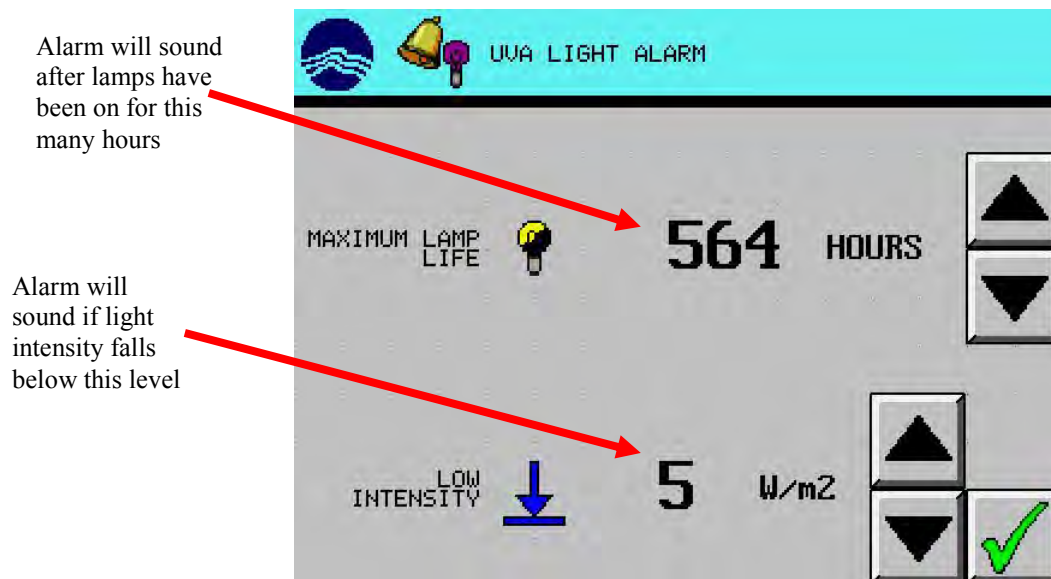 Alarm will sound
after lamps have
been on for this
many hours
UVA LIGHT ALARM
MAXIMUM LAMP
LIFE
564 HOURS
Alarm will
sound if light
intensity falls
below this level
LOW
INTENSITY
5 W/m2